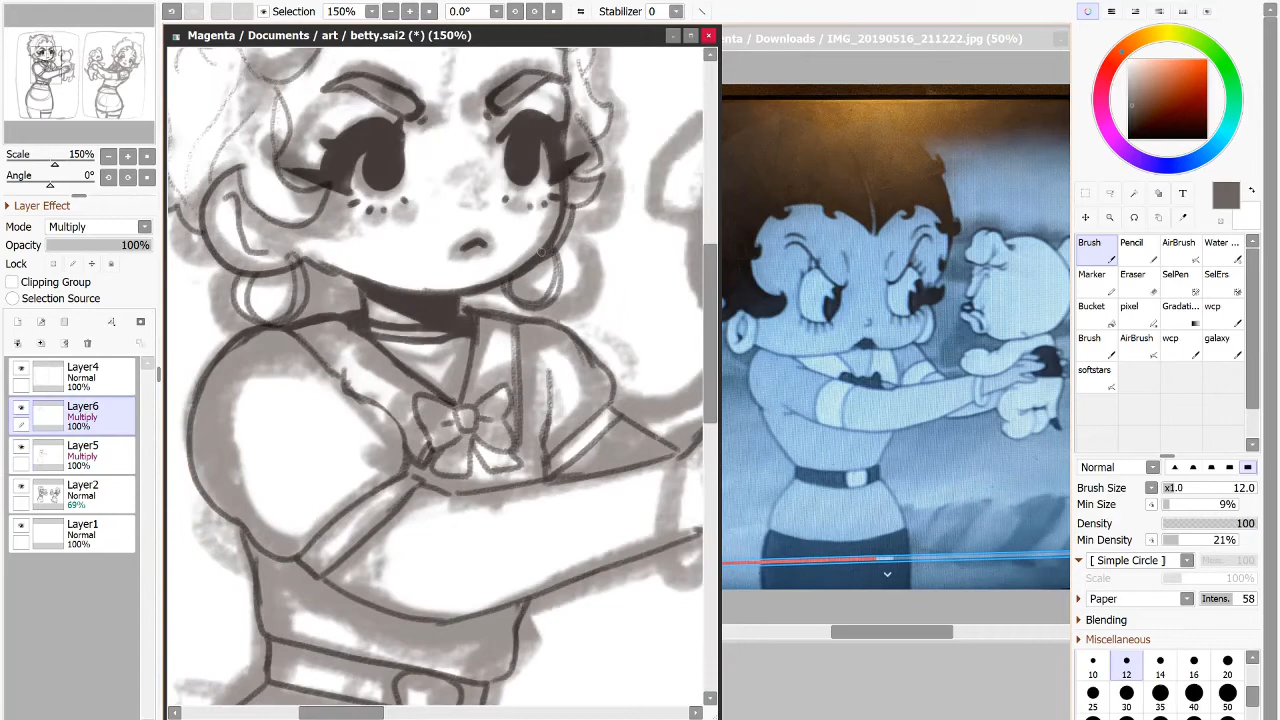 Selection 150% 0.0° Stabilizer 0
Magenta / Documents / art / betty.sai2 (*) (150%)
enta / Downloads / IMG_20190516_211222.jpg (50%)
Scale 150%
Angle 0°
Layer Effect
Mode Multiply
Opacity 100%
Lock
Clipping Group
Selection Source
Layer4
Normal
100%
Layer6
Multiply
100%
Layer5
Multiply
100%
Layer2
Normal
69%
Layer1
Normal
100%
T
Brush Pencil AirBrush Water ...
Marker Eraser SelPen SelErs
Bucket pixel Gradati... wcp
Brush AirBrush wcp galaxy
softstars
Normal
Brush Size x1.0 12.0
Min Size 9%
Density 100
Min Density 21%
[ Simple Circle ] Mag. 100
Scale 100%
Paper Intens. 58
Blending
Miscellaneous
10 12 14 16 20
25 30 35 40 50